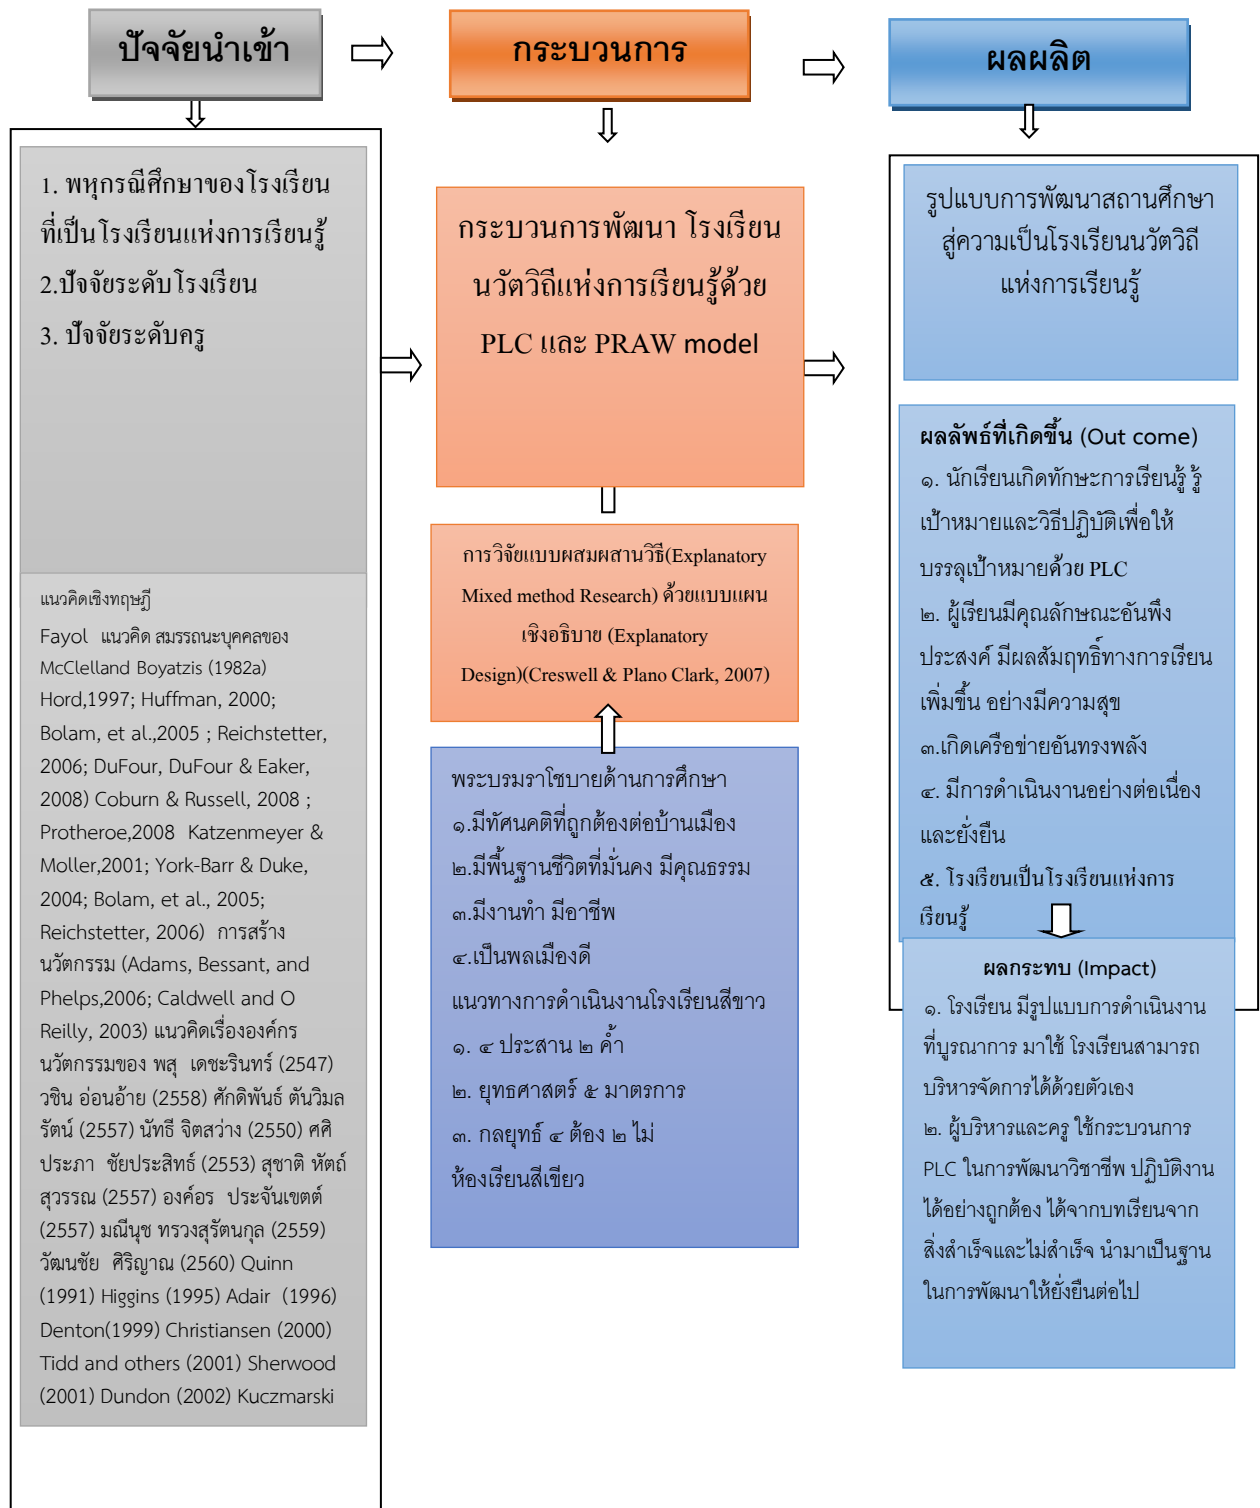 ปัจจัยนำเข้า
กระบวนการ
ผลผลิต
1. พหุกรณีศึกษาของโรงเรียน
ที่เป็นโรงเรียนแห่งการเรียนรู้
2.ปัจจัยระดับโรงเรียน
3. ปัจจัยระดับครู
แนวคิดเชิงทฤษฎี
Fayol แนวคิด สมรรถนะบุคคลของ
McClelland Boyatzis (1982a)
Hord,1997; Huffman, 2000;
Bolam, et al.,2005 ; Reichstetter,
2006; DuFour, DuFour & Eaker,
2008) Coburn & Russell, 2008 ;
Protheroe,2008 Katzenmeyer &
Moller,2001; York-Barr & Duke,
2004; Bolam, et al., 2005;
Reichstetter, 2006) การสร้าง
นวัตกรรม (Adams, Bessant, and
Phelps,2006; Caldwell and O
Reilly, 2003) แนวคิดเรื่ององค์กร
นวัตกรรมของ พสุ เดชะรินทร์ (2547)
วชิน อ่อนอ้าย (2558) ศักดิพันธ์ ตันวิมล
รัตน์ (2557) นัทธี จิตสว่าง (2550) ศศิ
ประภา ชัยประสิทธิ์ (2553) สุชาติ หัตถ์
สุวรรณ (2557) องค์อร ประจันเขตต์
(2557) มณีนุช ทรวงสุรัตนกุล (2559)
วัฒนชัย ศิริญาณ (2560) Quinn
(1991) Higgins (1995) Adair (1996)
Denton(1999) Christiansen (2000)
Tidd and others (2001) Sherwood
(2001) Dundon (2002) Kuczmarski
กระบวนการพัฒนา โรงเรียน
นวัตวิถีแห่งการเรียนรู้ด้วย
PLC และ PRAW model
การวิจัยแบบผสมผสานวิธี(Explanatory
Mixed method Research) ด้วยแบบแผน
เชิงอธิบาย (Explanatory
Design)(Creswell & Plano Clark, 2007)
พระบรมราโชบายด้านการศึกษา
๑.มีทัศนคติที่ถูกต้องต่อบ้านเมือง
๒.มีพื้นฐานชีวิตที่มั่นคง มีคุณธรรม
๓.มีงานทำ มีอาชีพ
๔.เป็นพลเมืองดี
แนวทางการดำเนินงานโรงเรียนสีขาว
๑. ๔ ประสาน ๒ ค้ำ
๒. ยุทธศาสตร์ ๕ มาตรการ
๓. กลยุทธ์ ๔ ต้อง ๒ ไม่
ห้องเรียนสีเขียว
รูปแบบการพัฒนาสถานศึกษา
สู่ความเป็นโรงเรียนนวัตวิถี
แห่งการเรียนรู้
ผลลัพธ์ที่เกิดขึ้น (Out come)
๑. นักเรียนเกิดทักษะการเรียนรู้ รู้
เป้าหมายและวิธีปฏิบัติเพื่อให้
บรรลุเป้าหมายด้วย PLC
๒. ผู้เรียนมีคุณลักษณะอันพึง
ประสงค์ มีผลสัมฤทธิ์ทางการเรียน
เพิ่มขึ้น อย่างมีความสุข
๓.เกิดเครือข่ายอันทรงพลัง
๔. มีการดำเนินงานอย่างต่อเนื่อง
และยั่งยืน
๕. โรงเรียนเป็นโรงเรียนแห่งการ
เรียนรู้
ผลกระทบ (Impact)
๑. โรงเรียน มีรูปแบบการดำเนินงาน
ที่บูรณาการ มาใช้ โรงเรียนสามารถ
บริหารจัดการได้ด้วยตัวเอง
๒. ผู้บริหารและครู ใช้กระบวนการ
PLC ในการพัฒนาวิชาชีพ ปฏิบัติงาน
ได้อย่างถูกต้อง ได้จากบทเรียนจาก
สิ่งสำเร็จและไม่สำเร็จ นำมาเป็นฐาน
ในการพัฒนาให้ยั่งยืนต่อไป